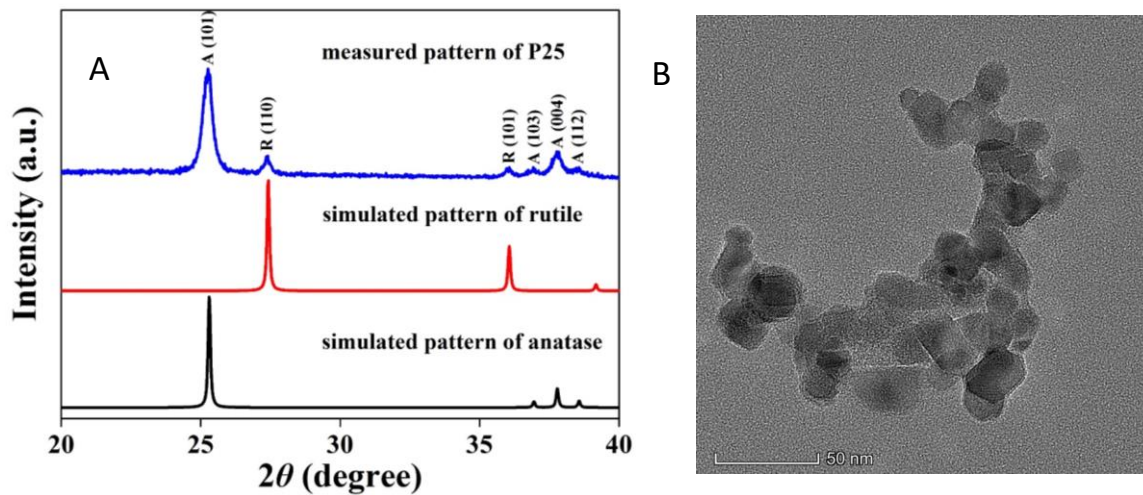 A
measured pattern of P25
A (101)
R (110)
R (101)
A (103)
A (004)
A (112)
simulated pattern of rutile
simulated pattern of anatase
Intensity (a.u.)
20 25 30 35 40
2θ (degree)
B
50 nm